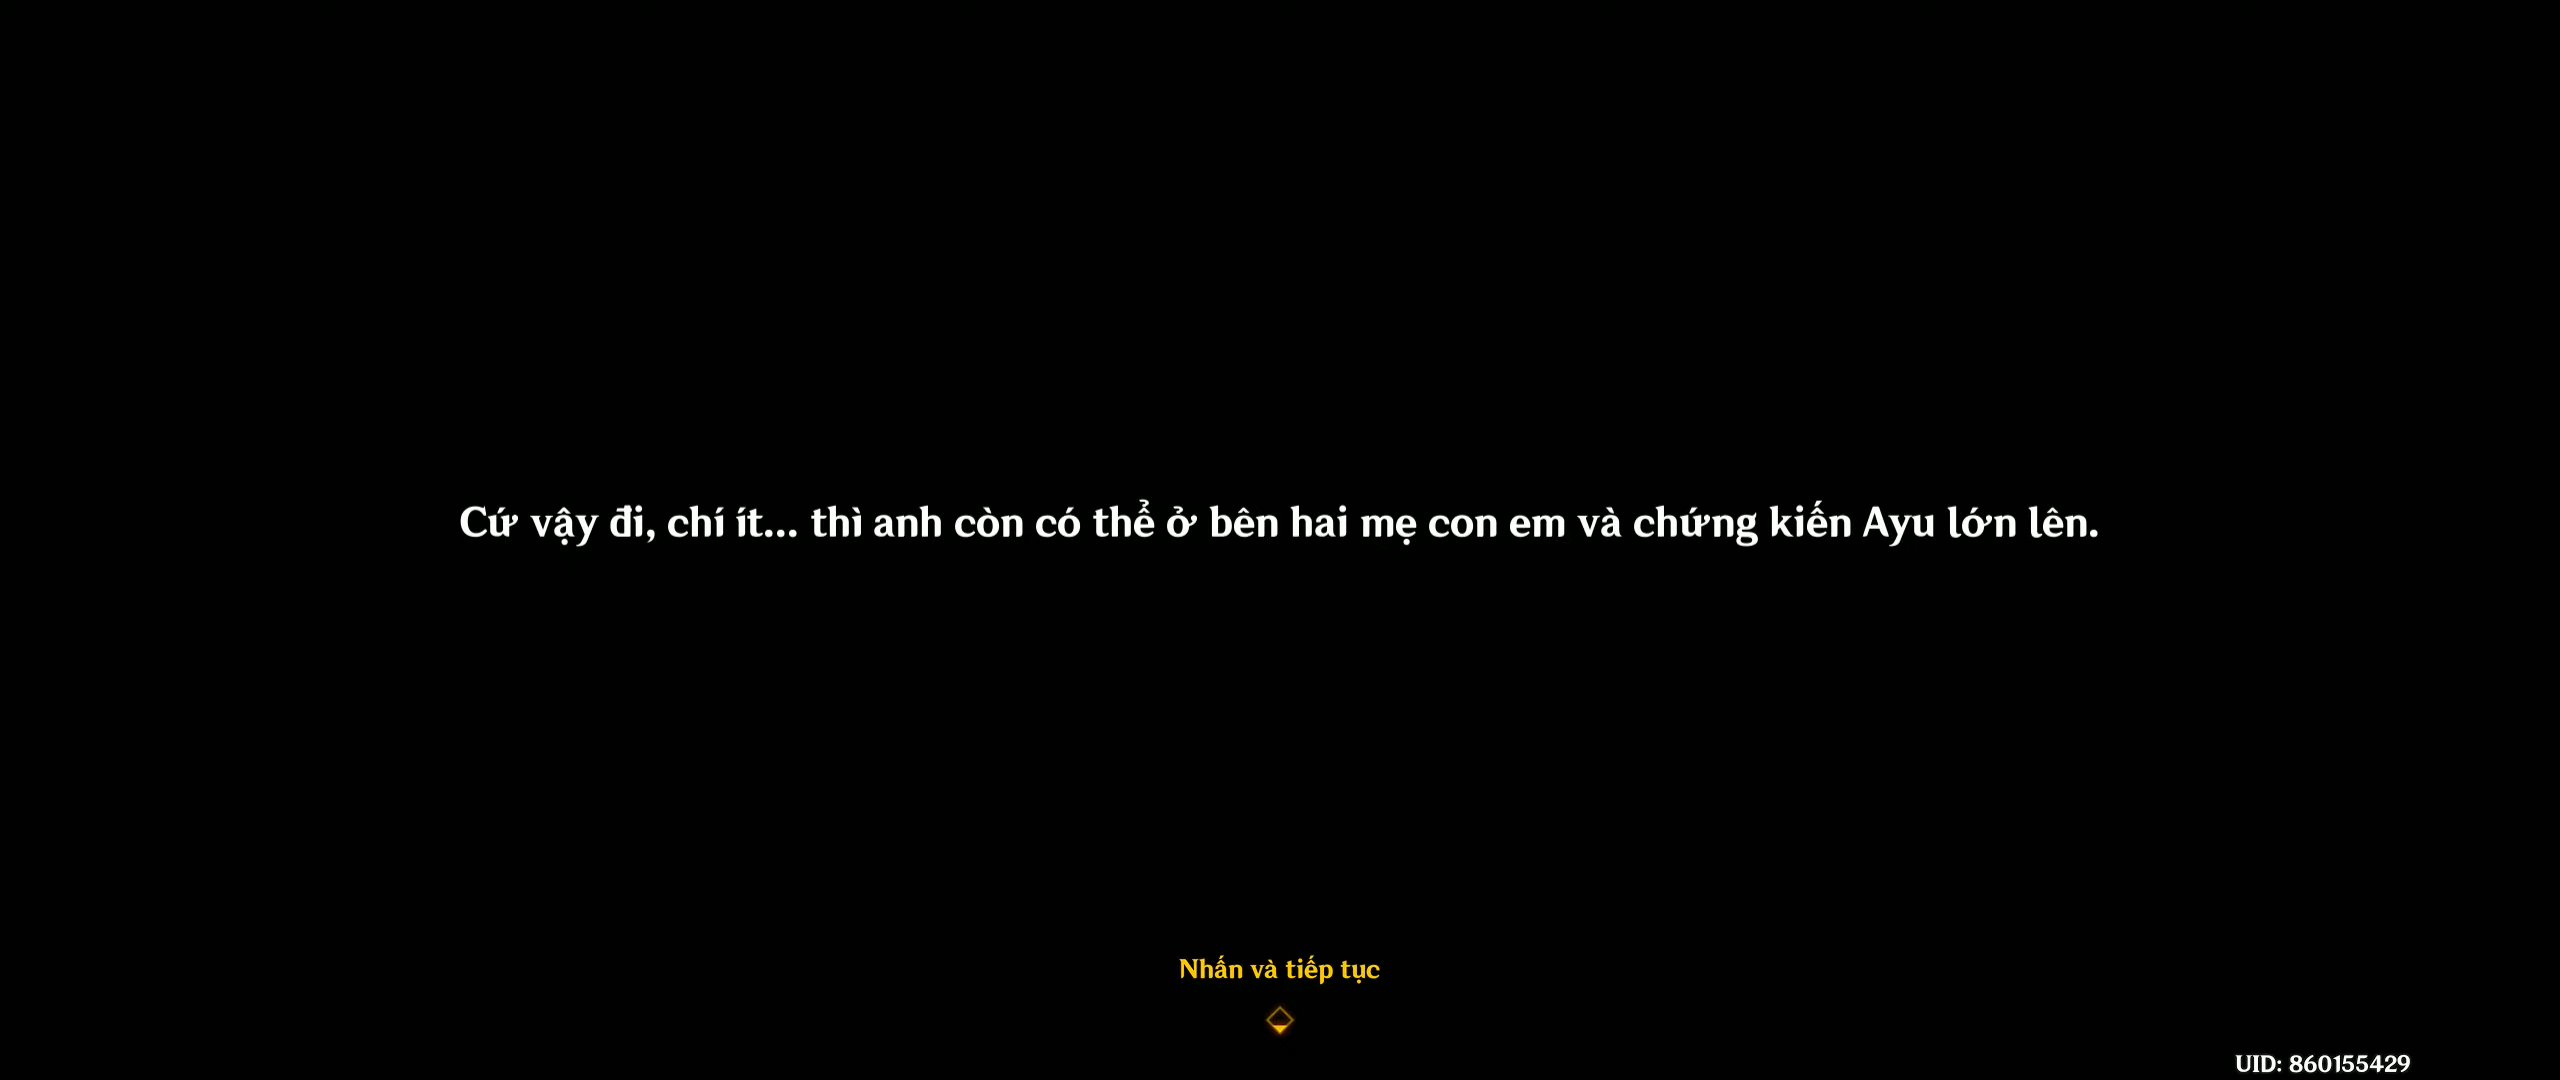 Cứ vậy đi, chí ít... thì anh còn có thể ở bên hai mẹ con em và chứng kiến Ayu lớn lên.
Nhấn và tiếp tục
UID: 860155429